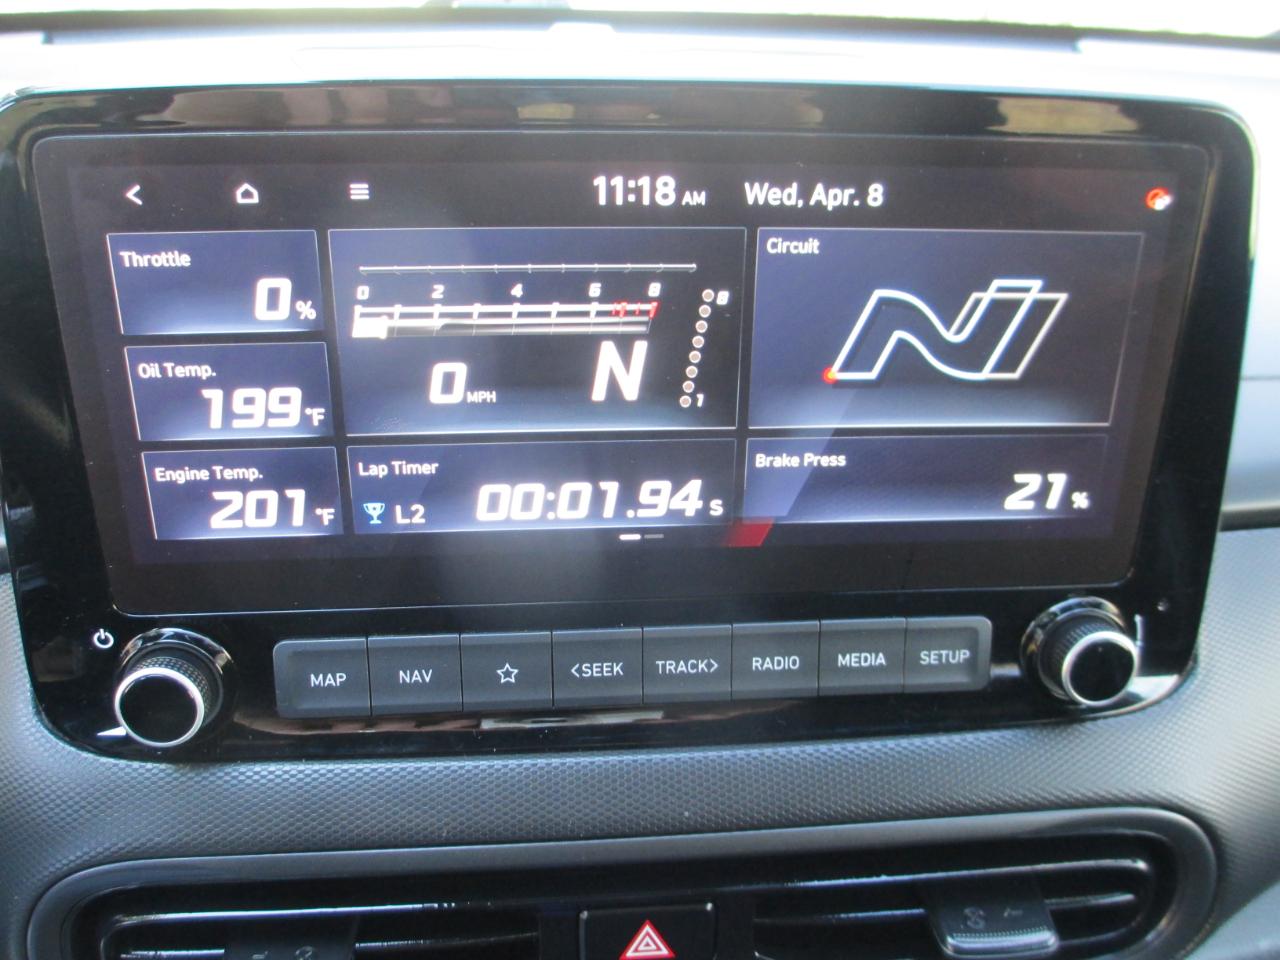 11:18 AM Wed, Apr. 8
Throttle
0 %
Oil Temp.
199 °F
Engine Temp.
201 °F
0 2 4 6 8
8
1
0 MPH
N
Lap Timer
L2 00:01.94 s
Circuit
N
Brake Press
21 %
MAP NAV <SEEK TRACK> RADIO MEDIA SETUP